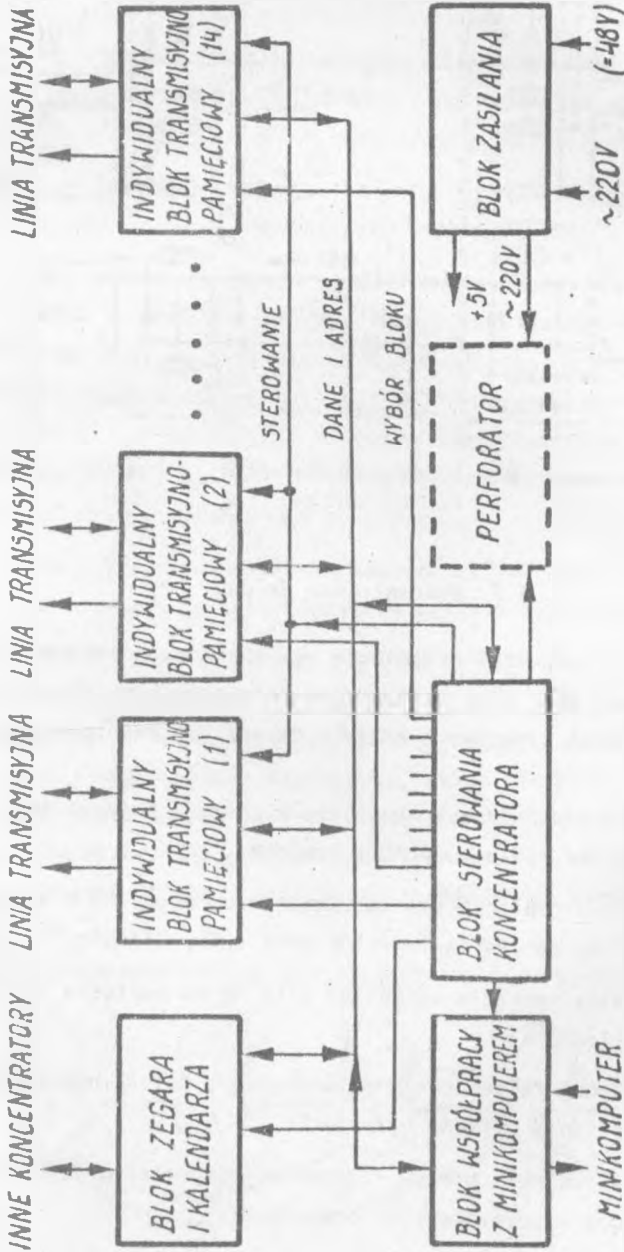 INNE KONCENTRATORY
LINIA TRANSMISYJNA
LINIA TRANSMISYJNA
LINIA TRANSMISYJNA
BLOK ZEGARA
I KALENDARZA
INDYWIDUALNY
BLOK TRANSMISYJNO
PAMIĘCIOWY (1)
INDYWIDUALNY
BLOK TRANSMISYJNO-
PAMIĘCIOWY (2)
INDYWIDUALNY
BLOK TRANSMISYJNO
PAMIĘCIOWY (14)
STEROWANIE
DANE I ADRES
WYBÓR BLOKU
BLOK WSPÓŁPRACY
Z MINIKOMPUTEREM
BLOK STEROWANIA
KONCENTRATORA
PERFORATOR
5V
~220V
BLOK ZASILANIA
MINIKOMPUTER
~220V
(=48V)